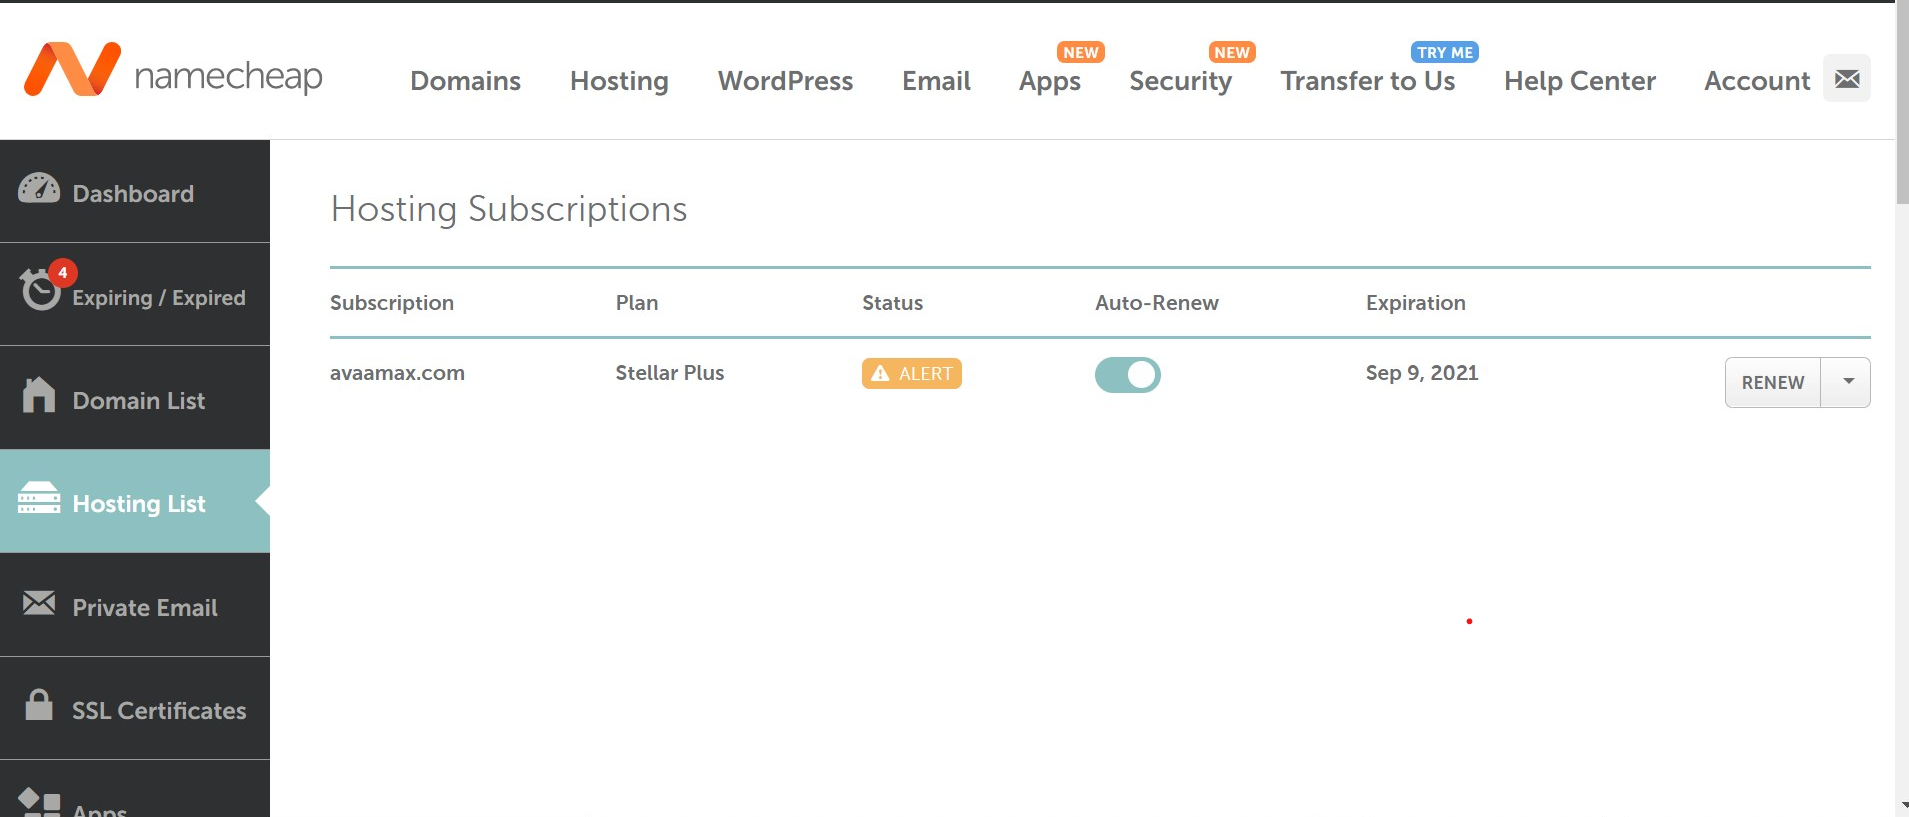 namecheap
Domains
Hosting
WordPress
Email
NEW
Apps
NEW
Security
TRY ME
Transfer to Us
Help Center
Account
Dashboard
4
Expiring / Expired
Domain List
Hosting List
Private Email
SSL Certificates
Apps
Hosting Subscriptions
Subscription Plan Status Auto-Renew Expiration
avaamax.com Stellar Plus ALERT Sep 9, 2021 RENEW